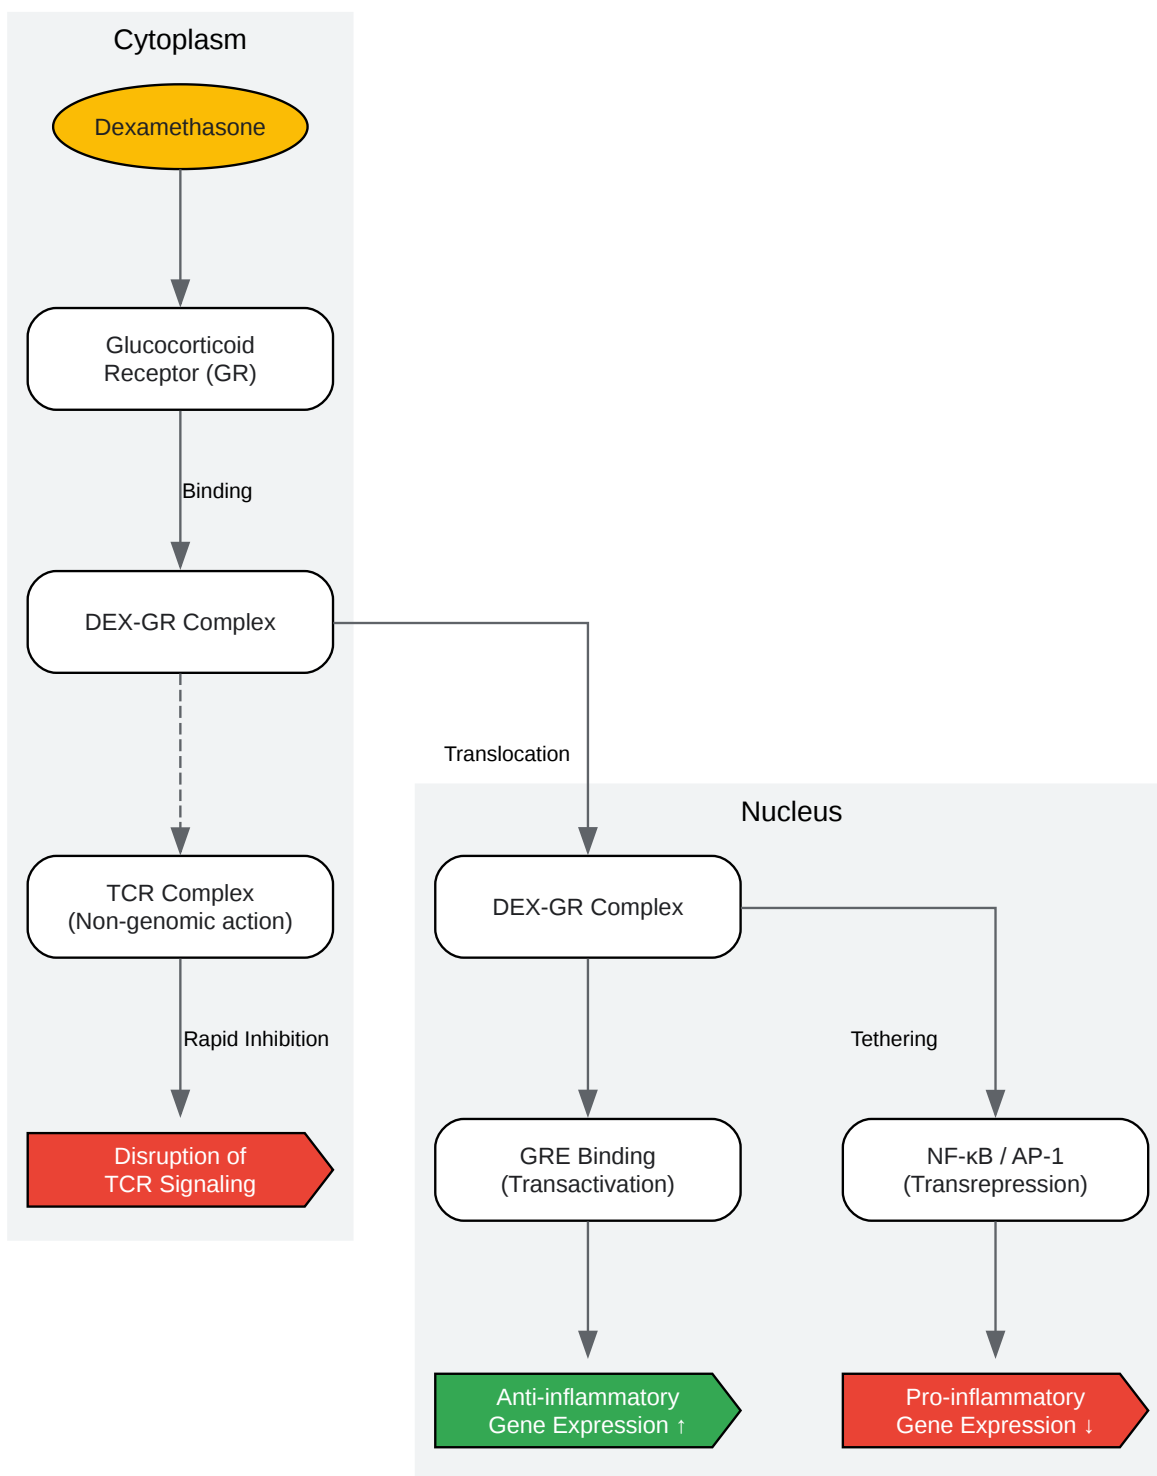 Cytoplasm
Dexamethasone
Glucocorticoid
Receptor (GR)
Binding
DEX-GR Complex
Translocation
Nucleus
TCR Complex
(Non-genomic action)
DEX-GR Complex
Rapid Inhibition
Tethering
Disruption of
TCR Signaling
GRE Binding
(Transactivation)
NF-κB / AP-1
(Transrepression)
Anti-inflammatory
Gene Expression ↑
Pro-inflammatory
Gene Expression ↓